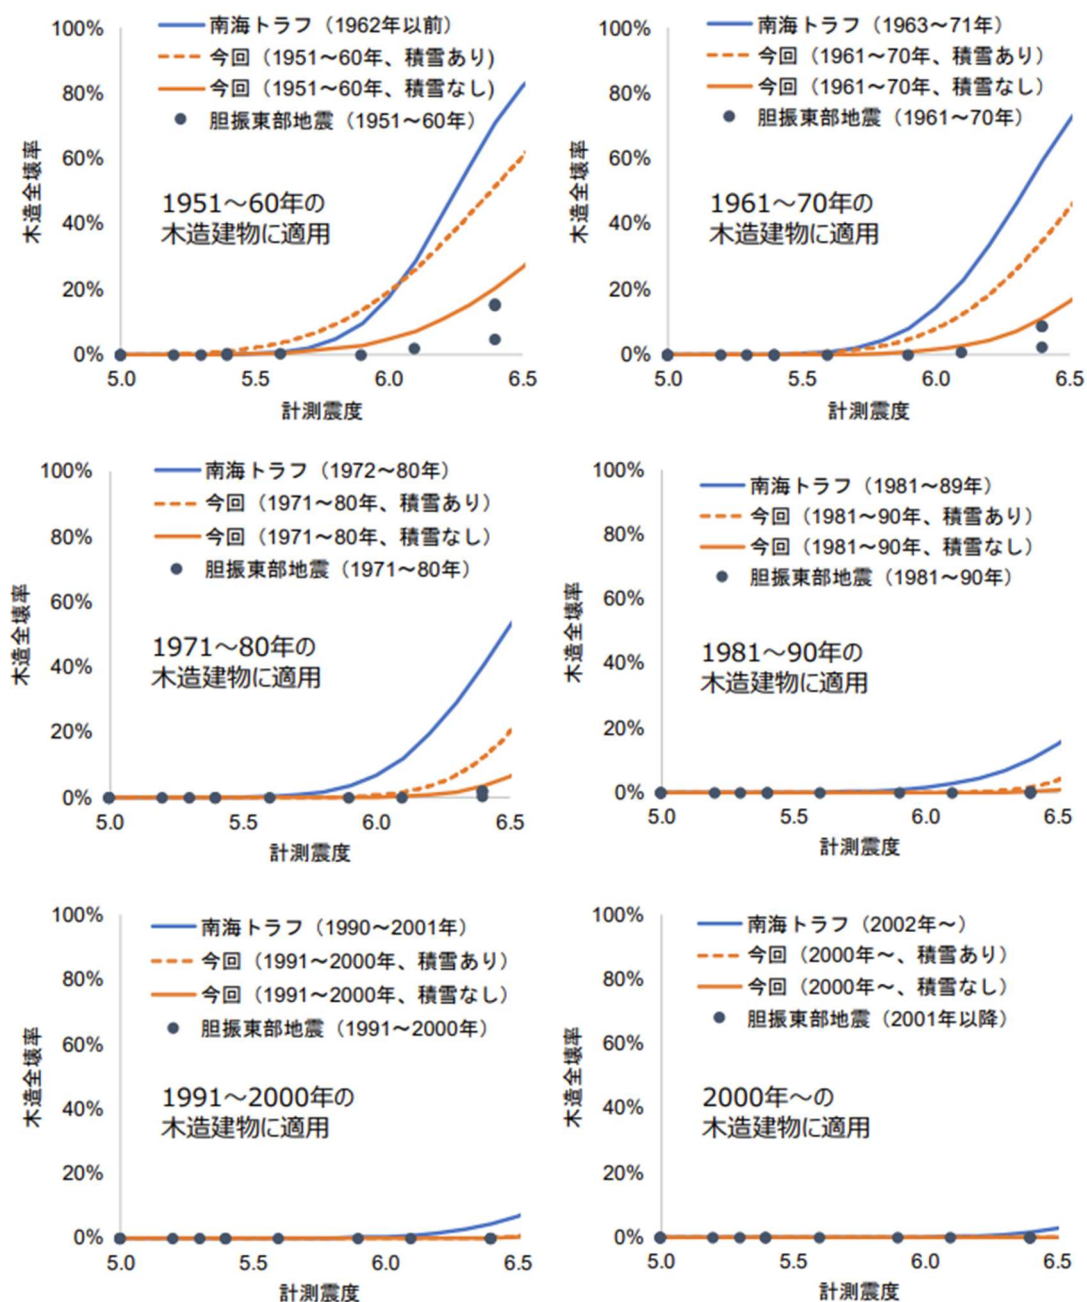 南海トラフ（1962年以前）
今回（1951～60年、積雪あり）
今回（1951～60年、積雪なし）
胆振東部地震（1951～60年）
1951～60年の
木造建物に適用
木造全壊率
100%
80%
60%
40%
20%
0%
5.0 5.5 6.0 6.5
計測震度
南海トラフ（1963～71年）
今回（1961～70年、積雪あり）
今回（1961～70年、積雪なし）
胆振東部地震（1961～70年）
1961～70年の
木造建物に適用
木造全壊率
100%
80%
60%
40%
20%
0%
5.0 5.5 6.0 6.5
計測震度
南海トラフ（1972～80年）
今回（1971～80年、積雪あり）
今回（1971～80年、積雪なし）
胆振東部地震（1971～80年）
1971～80年の
木造建物に適用
木造全壊率
100%
80%
60%
40%
20%
0%
5.0 5.5 6.0 6.5
計測震度
南海トラフ（1981～89年）
今回（1981～90年、積雪あり）
今回（1981～90年、積雪なし）
胆振東部地震（1981～90年）
1981～90年の
木造建物に適用
木造全壊率
100%
80%
60%
40%
20%
0%
5.0 5.5 6.0 6.5
計測震度
南海トラフ（1990～2001年）
今回（1991～2000年、積雪あり）
今回（1991～2000年、積雪なし）
胆振東部地震（1991～2000年）
1991～2000年の
木造建物に適用
木造全壊率
100%
80%
60%
40%
20%
0%
5.0 5.5 6.0 6.5
計測震度
南海トラフ（2002年～）
今回（2000年～、積雪あり）
今回（2000年～、積雪なし）
胆振東部地震（2001年以降）
2000年～の
木造建物に適用
木造全壊率
100%
80%
60%
40%
20%
0%
5.0 5.5 6.0 6.5
計測震度